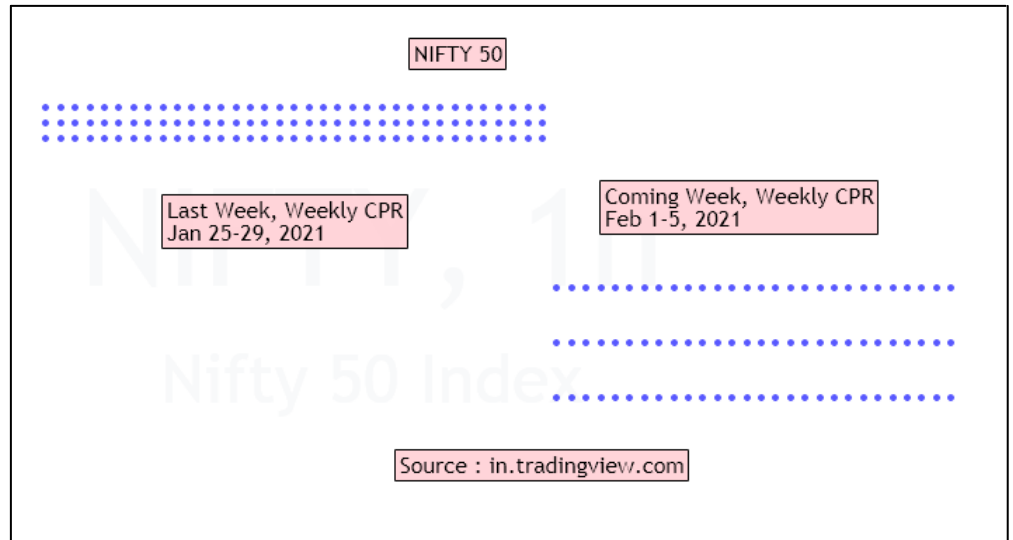 NIFTY 50
Last Week, Weekly CPR
Jan 25-29, 2021
Coming Week, Weekly CPR
Feb 1-5, 2021
NIFTY, 1h
Nifty 50 Index
Source : in.tradingview.com